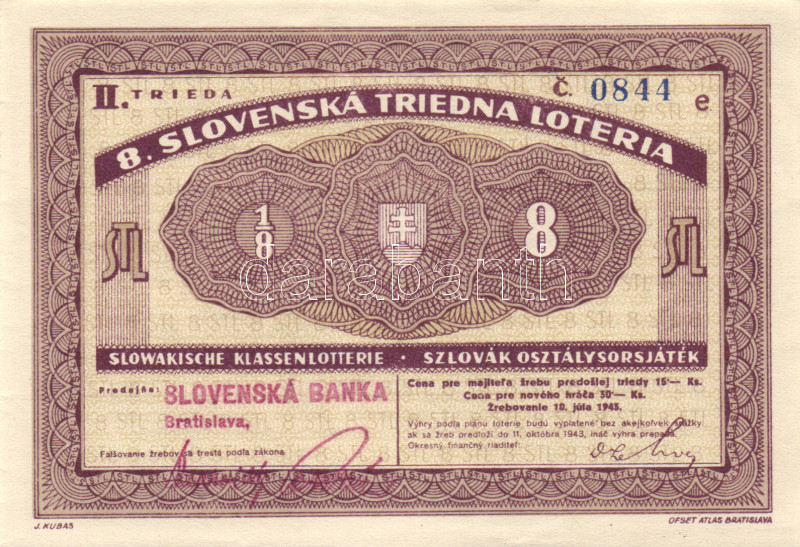 II. TRIEDA
Č. 0844 e
8. SLOVENSKÁ TRIEDNA LOTERIA
STL
1/8
8
STL
darabanth
SLOWAKISCHE KLASSENLOTTERIE • SZLOVÁK OSZTÁLYSORSJÁTÉK
Predajňa: SLOVENSKÁ BANKA
Bratislava,
Falšovanie žrebov sa trestá podľa zákona.
Cena pre majiteľa žrebu predošlej triedy 15·— Ks.
Cena pre nového hráča 30·— Ks.
Žrebovanie 10. júla 1943.
Výhry podľa plánu loterie budú vyplatené bez akejkoľvek srážky
ak sa žreb predloží do 11. októbra 1943, ináč výhra prepadá.
Okresný finančný riaditeľ:
J. KUBAS
OFSET ATLAS BRATISLAVA